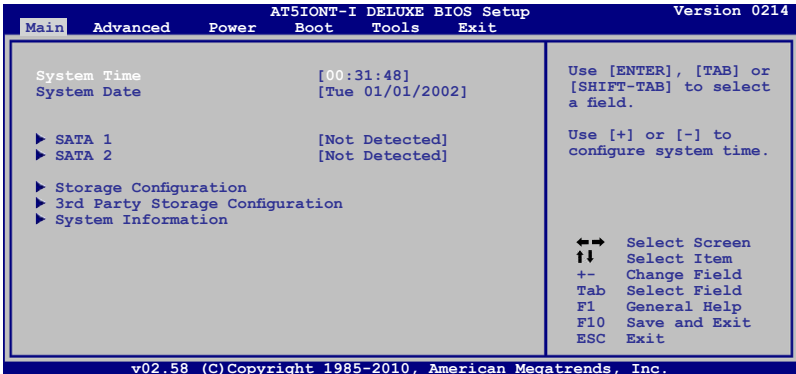 AT5IONT-I DELUXE BIOS Setup Version 0214
Main Advanced Power Boot Tools Exit
System Time [00:31:48]
System Date [Tue 01/01/2002]
SATA 1 [Not Detected]
SATA 2 [Not Detected]
Storage Configuration
3rd Party Storage Configuration
System Information
Use [ENTER], [TAB] or
[SHIFT-TAB] to select
a field.
Use [+] or [-] to
configure system time.
←→ Select Screen
↑↓ Select Item
+- Change Field
Tab Select Field
F1 General Help
F10 Save and Exit
ESC Exit
v02.58 (C)Copyright 1985-2010, American Megatrends, Inc.